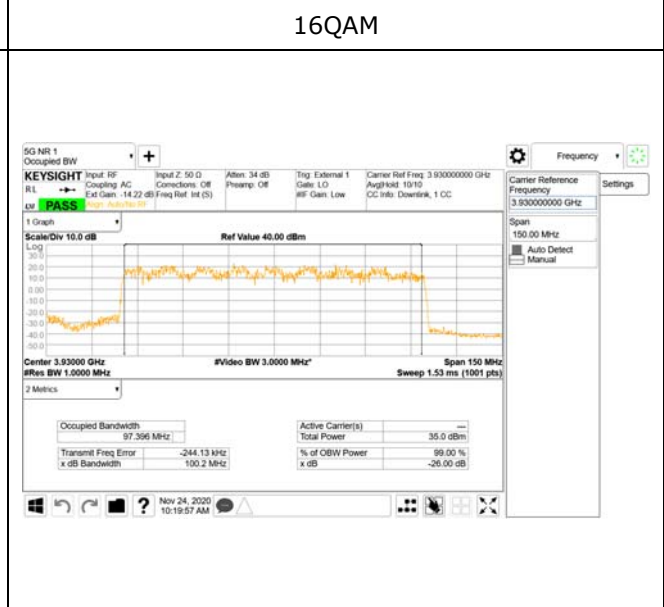 16QAM
5G NR 1
Occupied BW
Frequency
KEYSIGHT
Input: RF
Coupling: AC
Ext Gain: -14.22 dB
Align: Auto/No RF
Input Z: 50 Ω
Corrections: Off
Freq Ref: Int (S)
Atten: 34 dB
Preamp: Off
Trig: External 1
Gate: LO
#IF Gain: Low
Carrier Ref Freq: 3.930000000 GHz
Avg|Hold: 10/10
CC Info: Downlink, 1 CC
RL
PASS
Carrier Reference
Frequency
3.930000000 GHz
Settings
Span
150.00 MHz
Auto Detect
Manual
1 Graph
Scale/Div 10.0 dB
Ref Value 40.00 dBm
Log
30.0
20.0
10.0
0.00
-10.0
-20.0
-30.0
-40.0
-50.0
Center 3.93000 GHz
#Video BW 3.0000 MHz*
Span 150 MHz
#Res BW 1.0000 MHz
Sweep 1.53 ms (1001 pts)
2 Metrics
Occupied Bandwidth
97.396 MHz
Active Carrier(s)
---
Total Power
35.0 dBm
Transmit Freq Error
-244.13 kHz
% of OBW Power
99.00 %
x dB Bandwidth
100.2 MHz
x dB
-26.00 dB
?
Nov 24, 2020
10:19:57 AM